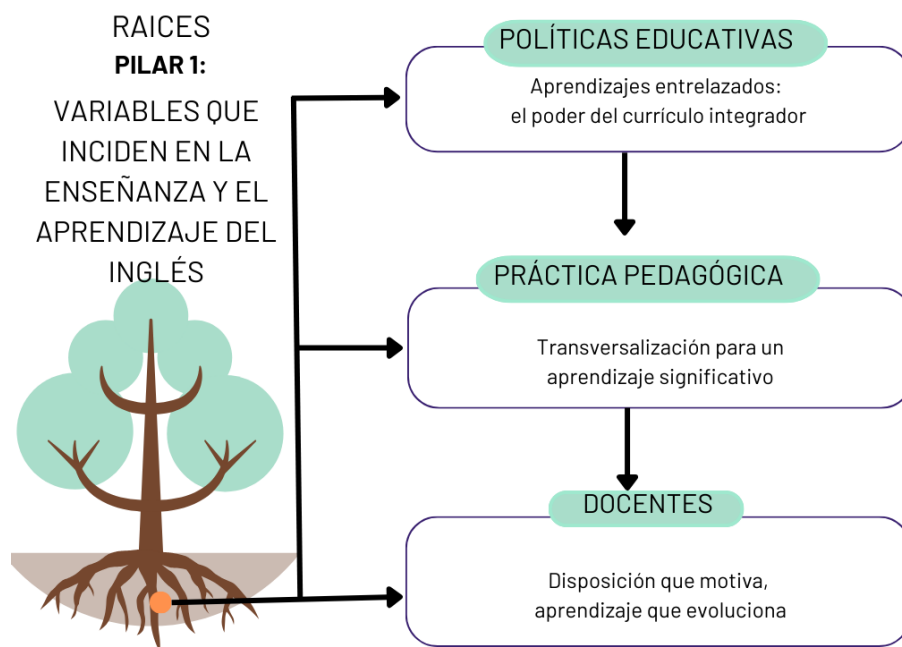 RAICES
PILAR 1:
VARIABLES QUE
INCIDEN EN LA
ENSEÑANZA Y EL
APRENDIZAJE DEL
INGLÉS
POLÍTICAS EDUCATIVAS
Aprendizajes entrelazados:
el poder del currículo integrador
PRÁCTICA PEDAGÓGICA
Transversalización para un
aprendizaje significativo
DOCENTES
Disposición que motiva,
aprendizaje que evoluciona